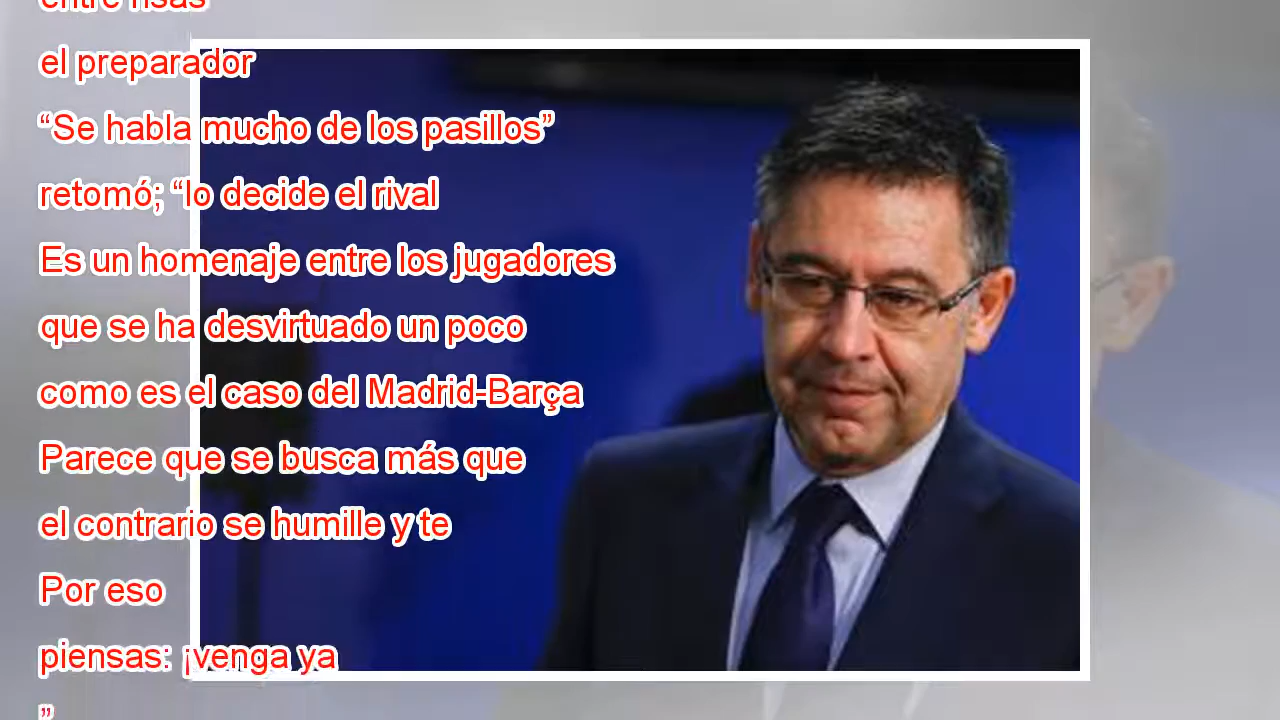 entre risas
el preparador
“Se habla mucho de los pasillos”
retomó; “lo decide el rival
Es un homenaje entre los jugadores
que se ha desvirtuado un poco
como es el caso del Madrid-Barça
Parece que se busca más que
el contrario se humille y te
Por eso
piensas: ¡venga ya
”